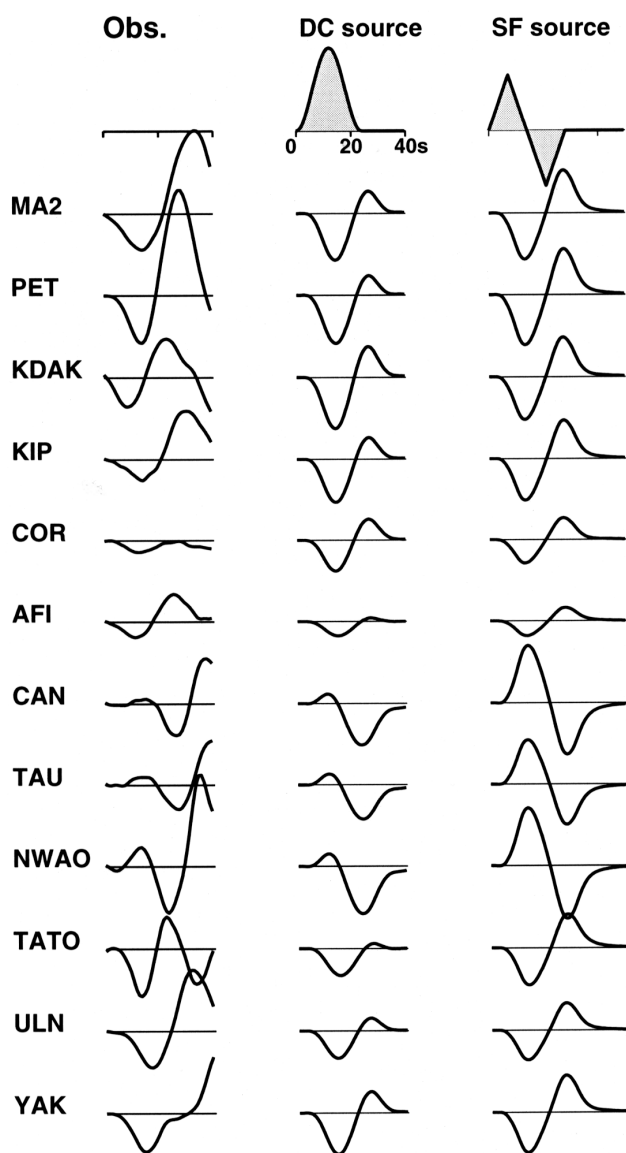 Obs. DC source SF source
0 20 40s
MA2
PET
KDAK
KIP
COR
AFI
CAN
TAU
NWAO
TATO
ULN
YAK